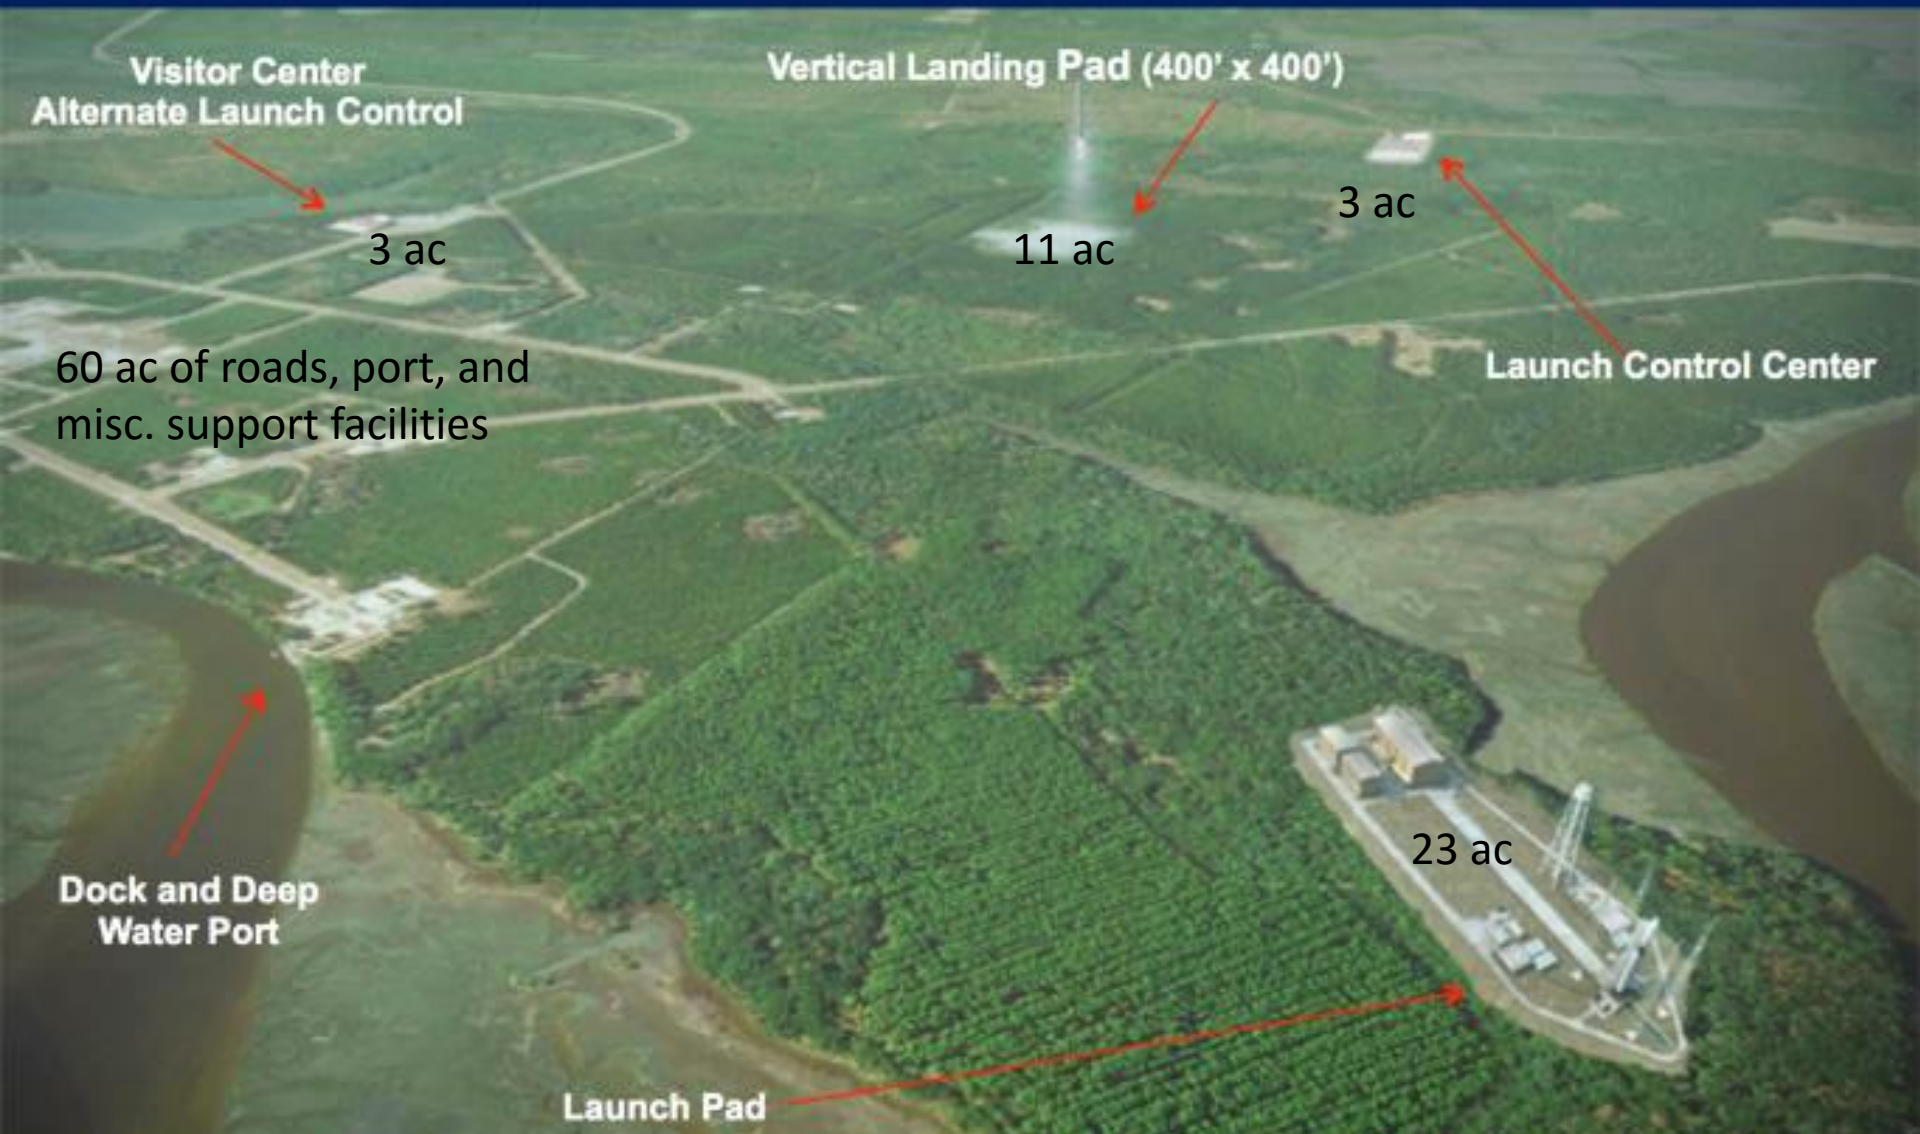 Visitor Center
Alternate Launch Control
Vertical Landing Pad (400' x 400')
3 ac
11 ac
3 ac
60 ac of roads, port, and
misc. support facilities
Launch Control Center
23 ac
Dock and Deep
Water Port
Launch Pad